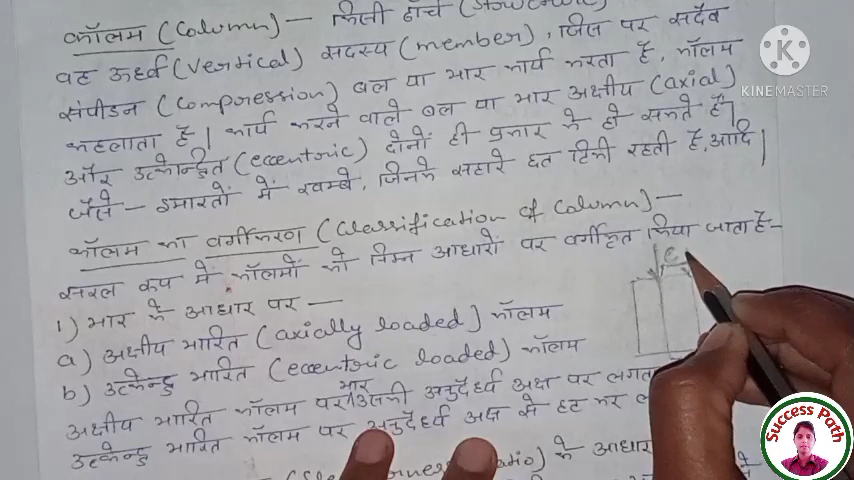 कॉलम (Column) – किसी ढाँचे (Structure)
वह ऊर्ध्व (Vertical) सदस्य (member), जिस पर सदैव
संपीडन (Compression) बल या भार कार्य करता है, कॉलम
कहलाता है। कार्य करने वाले बल या भार अक्षीय (axial)
और उत्केन्द्रित (eccentric) दोनों ही प्रकार के हो सकते हैं।
जैसे – इमारतों में खम्बे, जिनके सहारे छत टिकी रहती है, आदि।
कॉलम का वर्गीकरण (Classification of Column) –
सरल रूप में कॉलमों को निम्न आधारों पर वर्गीकृत किया जाता है:-
1) भार के आधार पर –
a) अक्षीय भारित (axially loaded) कॉलम
b) उत्केन्द्र भारित (eccentric loaded) कॉलम
अक्षीय भारित कॉलम पर भार उसकी अनुदैर्ध्य अक्ष पर लगता
उत्केन्द्र भारित कॉलम पर अनुदैर्ध्य अक्ष से हट कर
के आधार
e
KINEMASTER
Success Path